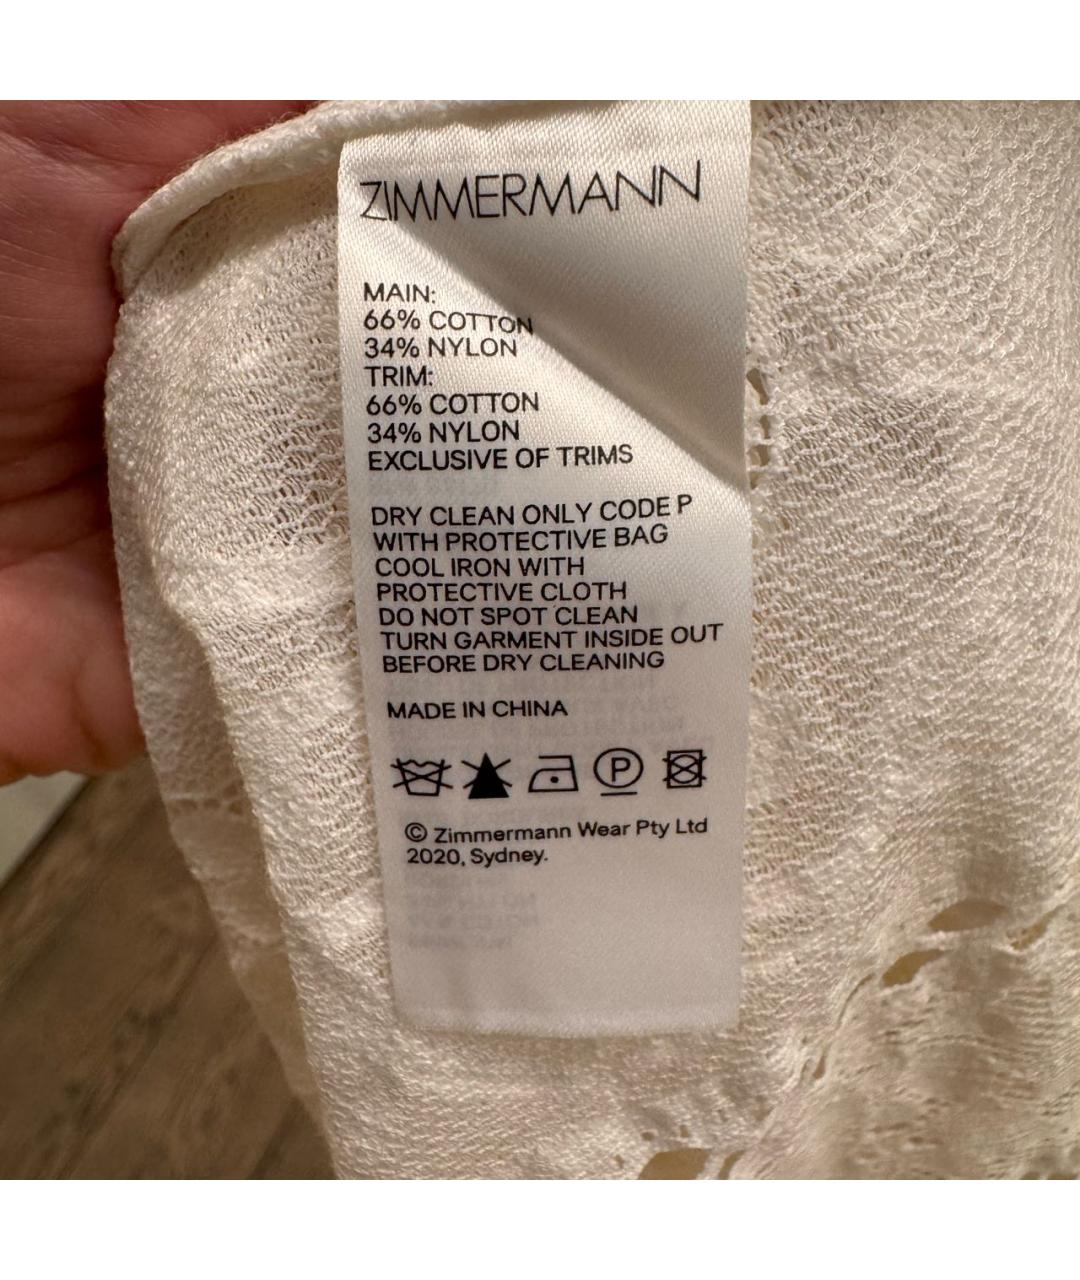 ZIMMERMANN
MAIN:
66% COTTON
34% NYLON
TRIM:
66% COTTON
34% NYLON
EXCLUSIVE OF TRIMS
DRY CLEAN ONLY CODE P
WITH PROTECTIVE BAG
COOL IRON WITH
PROTECTIVE CLOTH
DO NOT SPOT CLEAN
TURN GARMENT INSIDE OUT
BEFORE DRY CLEANING
MADE IN CHINA
P
© Zimmermann Wear Pty Ltd
2020, Sydney.